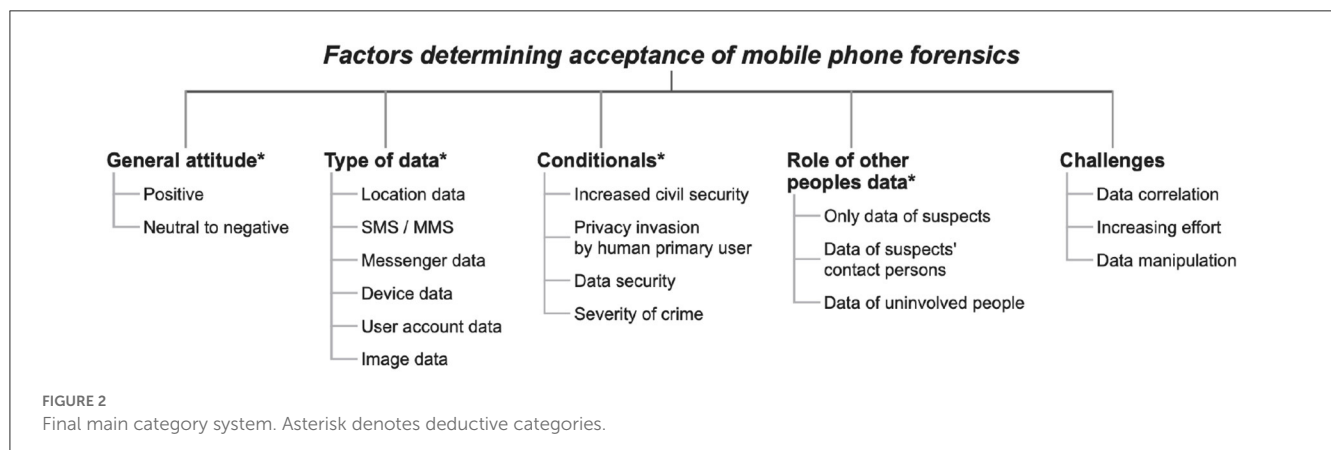 Factors determining acceptance of mobile phone forensics
General attitude*
Positive
Neutral to negative
Type of data*
Location data
SMS / MMS
Messenger data
Device data
User account data
Image data
Conditionals*
Increased civil security
Privacy invasion
by human primary user
Data security
Severity of crime
Role of other
peoples data*
Only data of suspects
Data of suspects'
contact persons
Data of uninvolved people
Challenges
Data correlation
Increasing effort
Data manipulation
FIGURE 2
Final main category system. Asterisk denotes deductive categories.